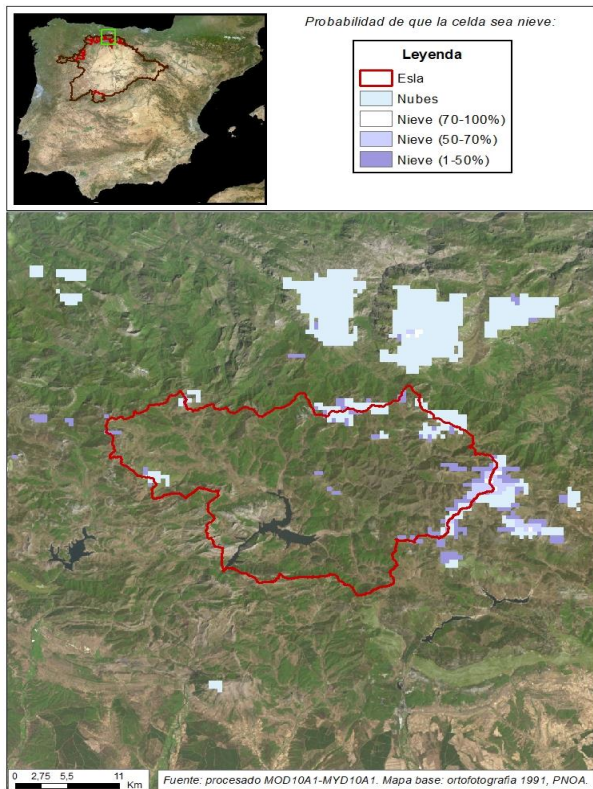 Probabilidad de que la celda sea nieve:
Leyenda
Esla
Nubes
Nieve (70-100%)
Nieve (50-70%)
Nieve (1-50%)
0 2,75 5,5 11
Km
Fuente: procesado MOD10A1-MYD10A1. Mapa base: ortofotografia 1991, PNOA.